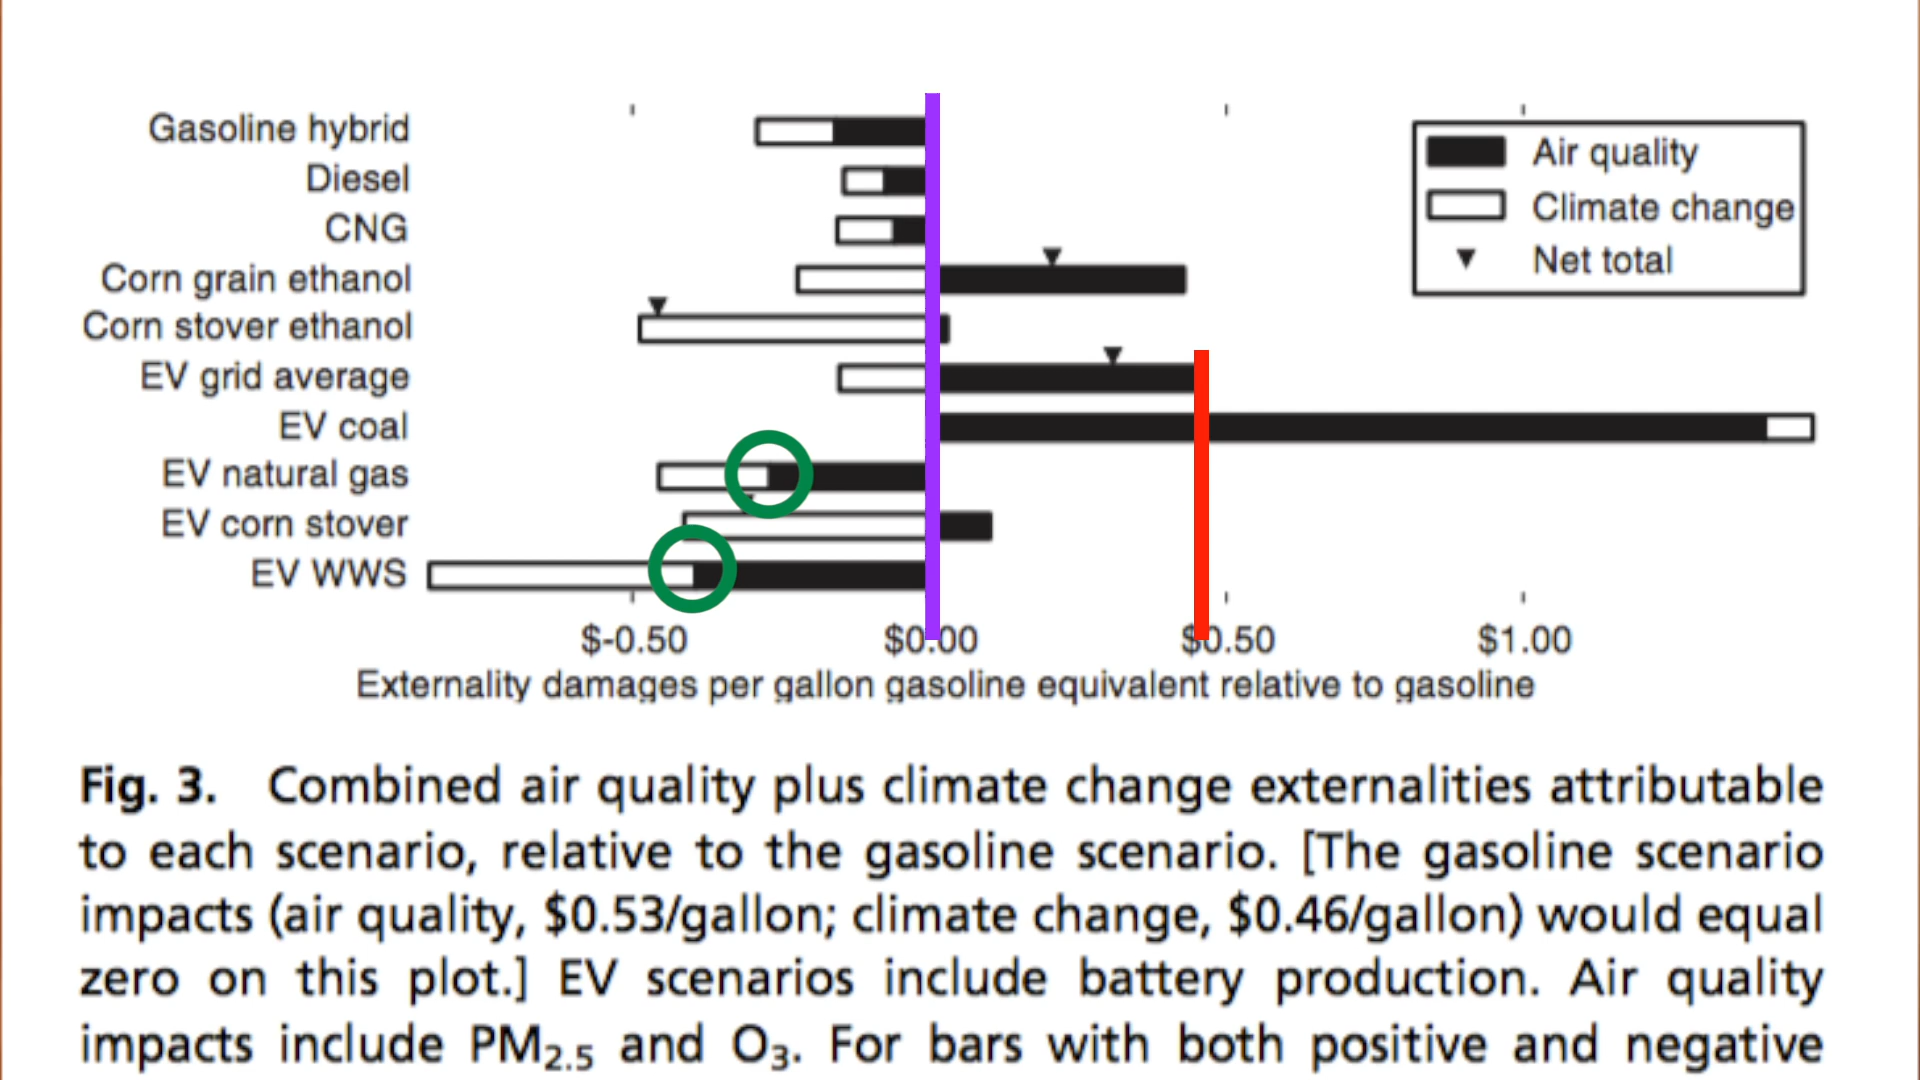 Gasoline hybrid
Diesel
CNG
Corn grain ethanol
Corn stover ethanol
EV grid average
EV coal
EV natural gas
EV corn stover
EV WWS
Air quality
Climate change
Net total
$-0.50 $0.00 $0.50 $1.00
Externality damages per gallon gasoline equivalent relative to gasoline
Fig. 3. Combined air quality plus climate change externalities attributable
to each scenario, relative to the gasoline scenario. [The gasoline scenario
impacts (air quality, $0.53/gallon; climate change, $0.46/gallon) would equal
zero on this plot.] EV scenarios include battery production. Air quality
impacts include PM2.5 and O3. For bars with both positive and negative